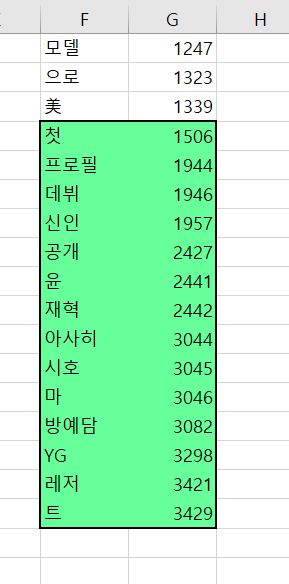 F G H
모델 1247
으로 1323
美 1339
첫 1506
프로필 1944
데뷔 1946
신인 1957
공개 2427
윤 2441
재혁 2442
아사히 3044
시호 3045
마 3046
방예담 3082
YG 3298
레저 3421
트 3429